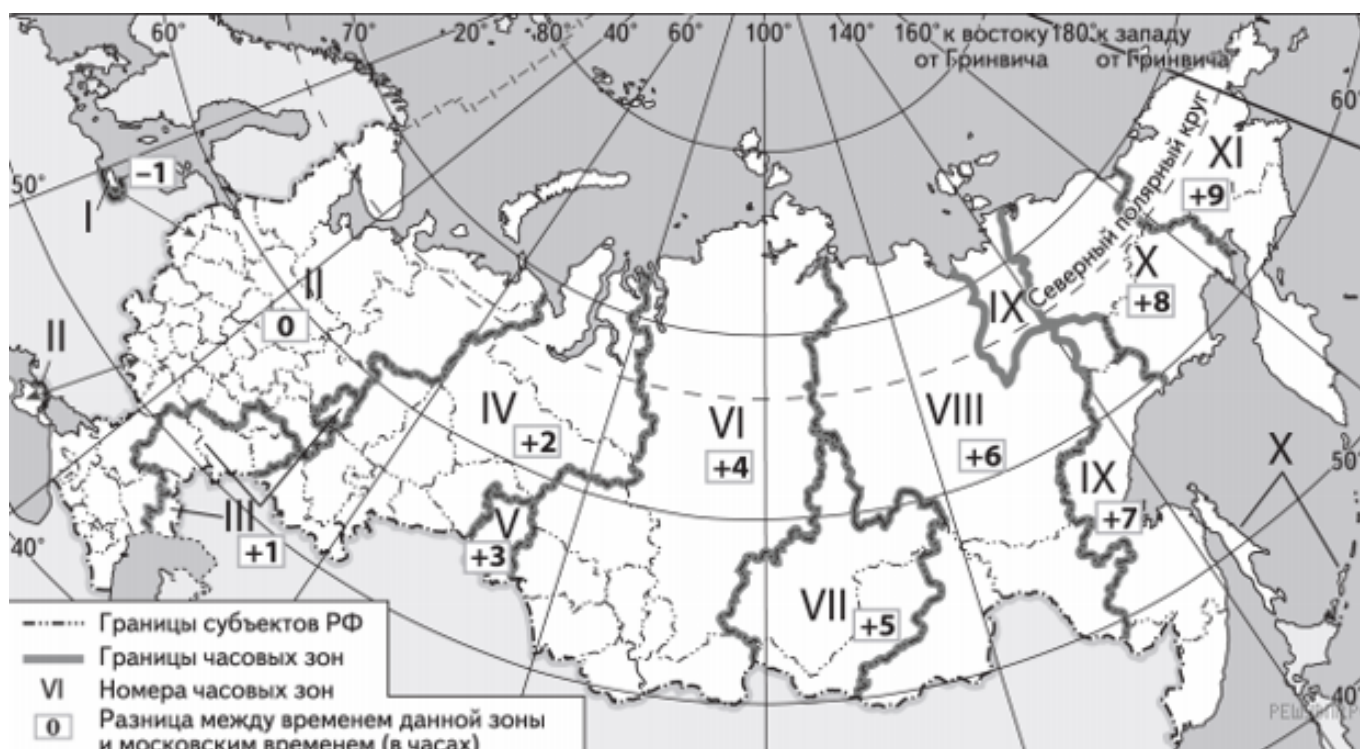 60° 70° 20° 80° 40° 60° 100° 140° 160° к востоку 180° к западу
от Гринвича от Гринвича
60°
50°
–1
I
XI
+9
Северный полярный круг
X
+8
II
0
IX
II
IV
+2
VI
+4
VIII
+6
X
50°
IX
+7
III
+1
V
+3
40°
VII
+5
Границы субъектов РФ
Границы часовых зон
VI Номера часовых зон
0 Разница между временем данной зоны
и московским временем (в часах)
40°